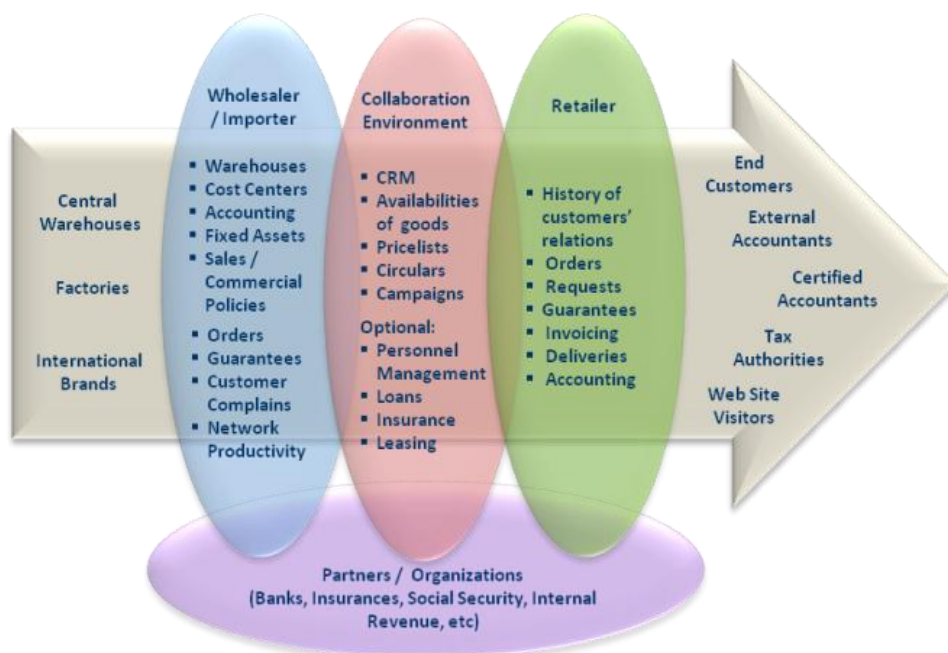 Central
Warehouses
Factories
International
Brands
Wholesaler
/ Importer
▪ Warehouses
▪ Cost Centers
▪ Accounting
▪ Fixed Assets
▪ Sales /
Commercial
Policies
▪ Orders
▪ Guarantees
▪ Customer
Complains
▪ Network
Productivity
Collaboration
Environment
▪ CRM
▪ Availabilities
of goods
▪ Pricelists
▪ Circulars
▪ Campaigns
Optional:
▪ Personnel
Management
▪ Loans
▪ Insurance
▪ Leasing
Retailer
▪ History of
customers'
relations
▪ Orders
▪ Requests
▪ Guarantees
▪ Invoicing
▪ Deliveries
▪ Accounting
End
Customers
External
Accountants
Certified
Accountants
Tax
Authorities
Web Site
Visitors
Partners / Organizations
(Banks, Insurances, Social Security, Internal
Revenue, etc)